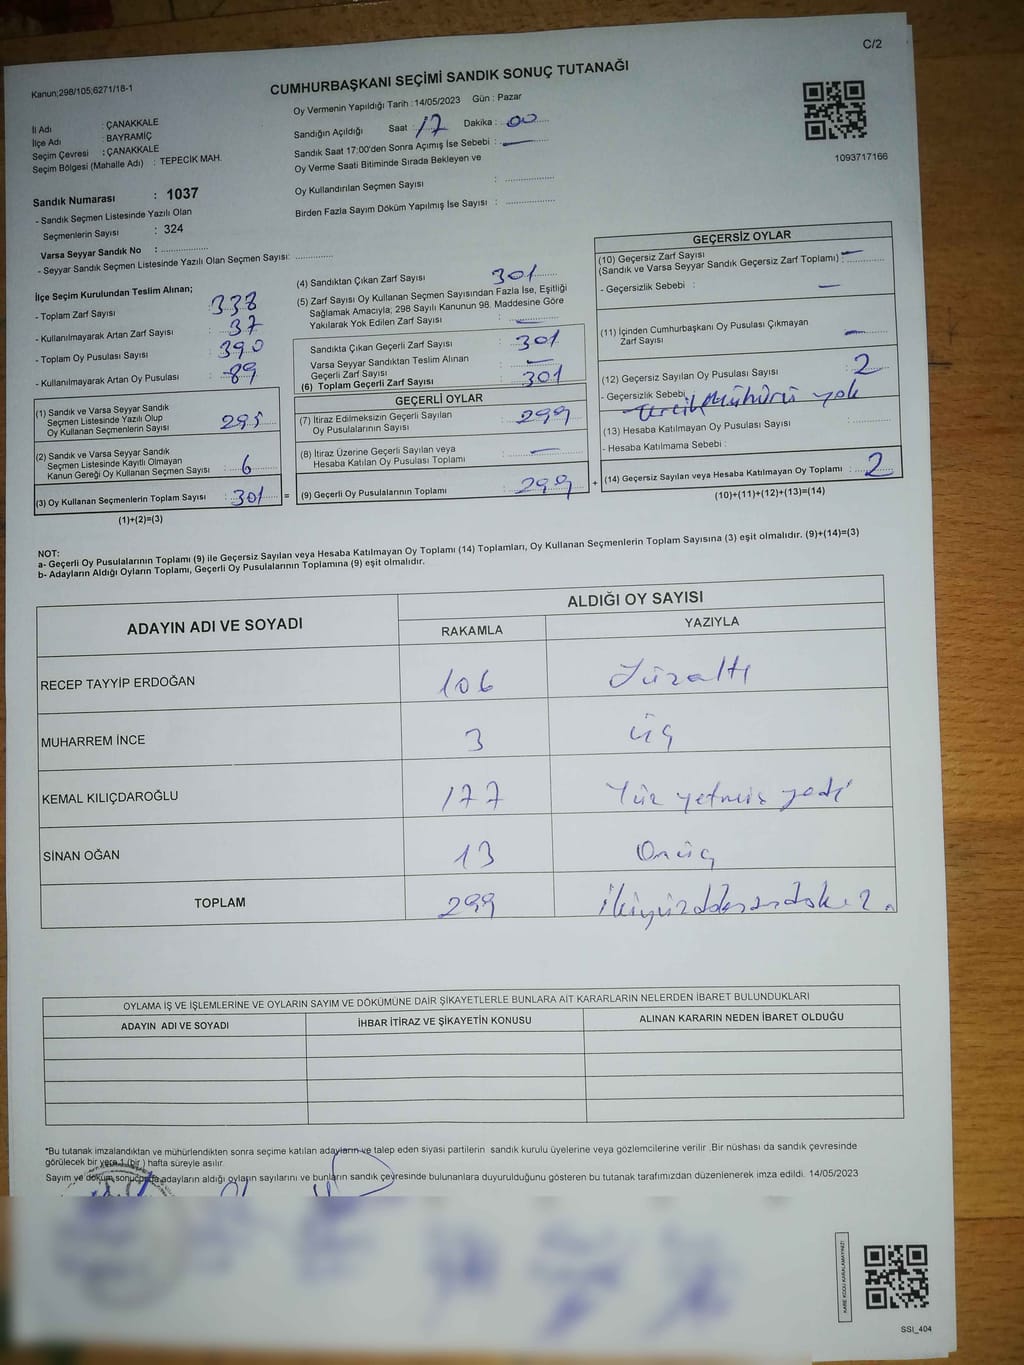 C/2
Kanun;298/105;6271/18-1
CUMHURBAŞKANI SEÇİMİ SANDIK SONUÇ TUTANAĞI
İl Adı : ÇANAKKALE
İlçe Adı : BAYRAMİÇ
Seçim Çevresi : ÇANAKKALE
Seçim Bölgesi (Mahalle Adı) : TEPECİK MAH.
Oy Vermenin Yapıldığı Tarih : 14/05/2023 Gün : Pazar
Sandığın Açıldığı Saat : 17 Dakika : 00
Sandık Saat 17:00'den Sonra Açımış İse Sebebi : —
Oy Verme Saati Bitiminde Sırada Bekleyen ve
Oy Kullandırılan Seçmen Sayısı :
Birden Fazla Sayım Döküm Yapılmış İse Sayısı :
1093717166
Sandık Numarası : 1037
- Sandık Seçmen Listesinde Yazılı Olan
Seçmenlerin Sayısı : 324
Varsa Seyyar Sandık No :
- Seyyar Sandık Seçmen Listesinde Yazılı Olan Seçmen Sayısı:
İlçe Seçim Kurulundan Teslim Alınan;
- Toplam Zarf Sayısı : 338
- Kullanılmayarak Artan Zarf Sayısı : 37
- Toplam Oy Pusulası Sayısı : 390
- Kullanılmayarak Artan Oy Pusulası : 89
(1) Sandık ve Varsa Seyyar Sandık
Seçmen Listesinde Yazılı Olup
Oy Kullanan Seçmenlerin Sayısı : 295
(2) Sandık ve Varsa Seyyar Sandık
Seçmen Listesinde Kayıtlı Olmayan
Kanun Gereği Oy Kullanan Seçmen Sayısı : 6
(3) Oy Kullanan Seçmenlerin Toplam Sayısı : 301 =
(1)+(2)=(3)
(4) Sandıktan Çıkan Zarf Sayısı : 301
(5) Zarf Sayısı Oy Kullanan Seçmen Sayısından Fazla İse, Eşitliği
Sağlamak Amacıyla; 298 Sayılı Kanunun 98. Maddesine Göre
Yakılarak Yok Edilen Zarf Sayısı : —
Sandıkta Çıkan Geçerli Zarf Sayısı : 301
Varsa Seyyar Sandıktan Teslim Alınan
Geçerli Zarf Sayısı : —
(6) Toplam Geçerli Zarf Sayısı : 301
GEÇERLİ OYLAR
(7) İtiraz Edilmeksizin Geçerli Sayılan
Oy Pusulalarının Sayısı : 299
(8) İtiraz Üzerine Geçerli Sayılan veya
Hesaba Katılan Oy Pusulası Toplamı : —
(9) Geçerli Oy Pusulalarının Toplamı : 299 +
GEÇERSİZ OYLAR
(10) Geçersiz Zarf Sayısı
(Sandık ve Varsa Seyyar Sandık Geçersiz Zarf Toplamı) : —
- Geçersizlik Sebebi : —
(11) İçinden Cumhurbaşkanı Oy Pusulası Çıkmayan
Zarf Sayısı : —
(12) Geçersiz Sayılan Oy Pusulası Sayısı : 2
- Geçersizlik Sebebi : Tercih Mühürü yok
(13) Hesaba Katılmayan Oy Pusulası Sayısı :
- Hesaba Katılmama Sebebi :
(14) Geçersiz Sayılan veya Hesaba Katılmayan Oy Toplamı : 2
(10)+(11)+(12)+(13)=(14)
NOT:
a- Geçerli Oy Pusulalarının Toplamı (9) ile Geçersiz Sayılan veya Hesaba Katılmayan Oy Toplamı (14) Toplamları, Oy Kullanan Seçmenlerin Toplam Sayısına (3) eşit olmalıdır. (9)+(14)=(3)
b- Adayların Aldığı Oyların Toplamı, Geçerli Oy Pusulalarının Toplamına (9) eşit olmalıdır.
ADAYIN ADI VE SOYADI ALDIĞI OY SAYISI
RAKAMLA YAZIYLA
RECEP TAYYİP ERDOĞAN 106 Yüzaltı
MUHARREM İNCE 3 üç
KEMAL KILIÇDAROĞLU 177 Yüz yetmiş yedi
SİNAN OĞAN 13 Onüç
TOPLAM 299
OYLAMA İŞ VE İŞLEMLERİNE VE OYLARIN SAYIM VE DÖKÜMÜNE DAİR ŞİKAYETLERLE BUNLARA AİT KARARLARIN NELERDEN İBARET BULUNDUKLARI
ADAYIN ADI VE SOYADI İHBAR İTİRAZ VE ŞİKAYETİN KONUSU ALINAN KARARIN NEDEN İBARET OLDUĞU
*Bu tutanak imzalandıktan ve mühürlendikten sonra seçime katılan adayların ve talep eden siyasi partilerin sandık kurulu üyelerine veya gözlemcilerine verilir .Bir nüshası da sandık çevresinde
görülecek bir yere 1 (bir ) hafta süreyle asılır.
Sayım ve döküm sonucunda adayların aldığı oyların sayılarını ve bunların sandık çevresinde bulunanlara duyurulduğunu gösteren bu tutanak tarafımızdan düzenlenerek imza edildi. 14/05/2023
KARE KODU KARALAMAYINIZ!
SSI_404